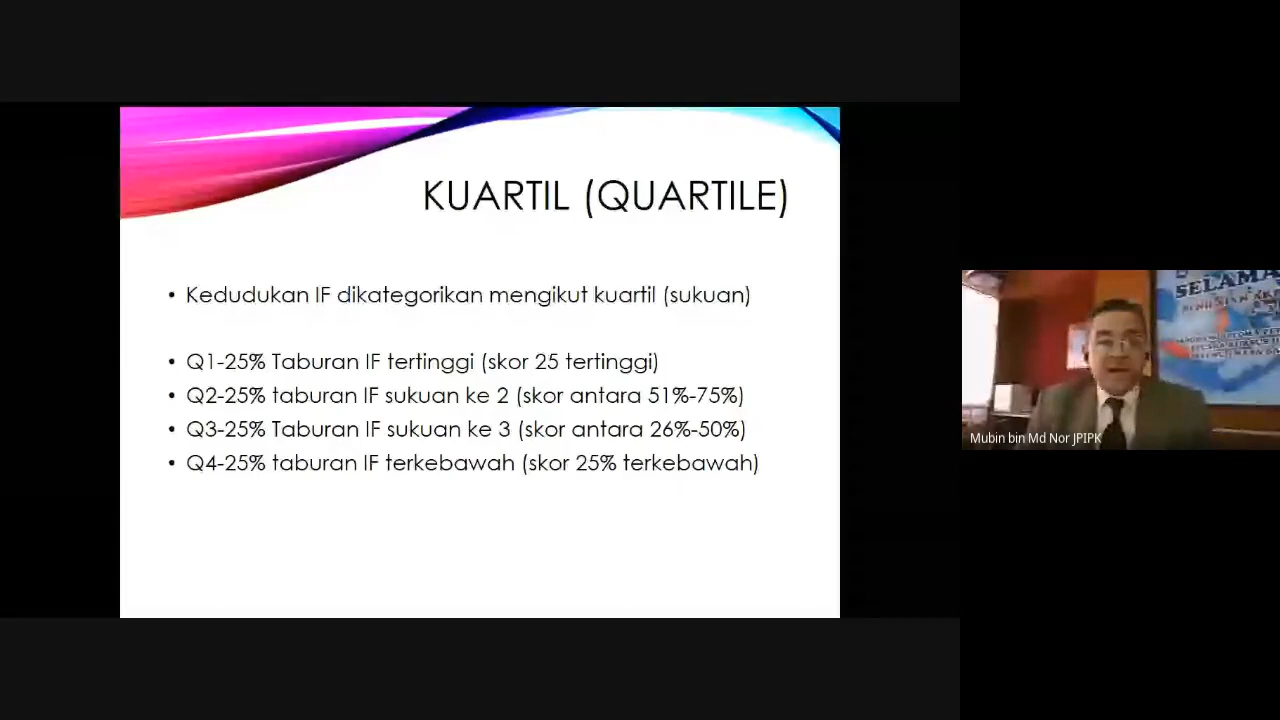 KUARTIL (QUARTILE)
• Kedudukan IF dikategorikan mengikut kuartil (sukuan)
• Q1-25% Taburan IF tertinggi (skor 25 tertinggi)
• Q2-25% taburan IF sukuan ke 2 (skor antara 51%-75%)
• Q3-25% Taburan IF sukuan ke 3 (skor antara 26%-50%)
• Q4-25% taburan IF terkebawah (skor 25% terkebawah)
SELAMA
Mubin bin Md Nor JPIPK